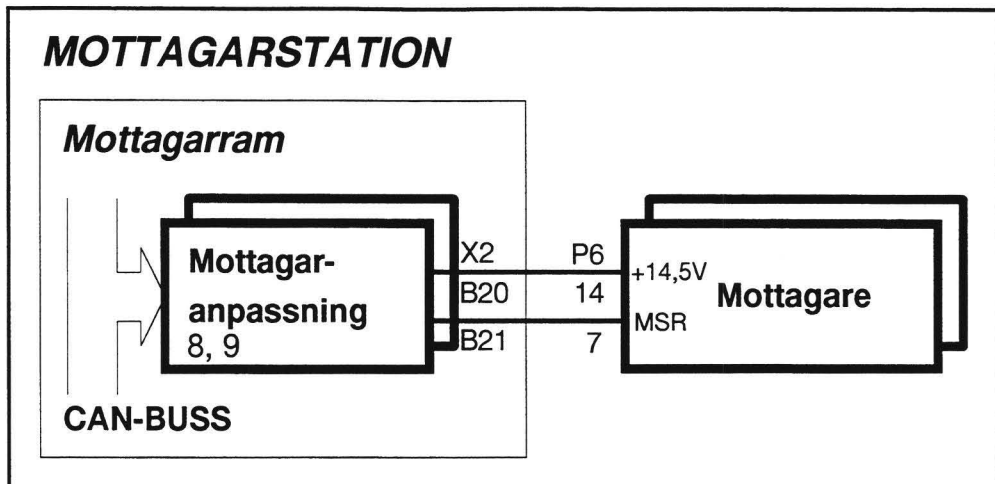 MOTTAGARSTATION
Mottagarram
Mottagar-
anpassning
8, 9
X2
B20
B21
P6
14
7
+14,5V
MSR
Mottagare
CAN-BUSS